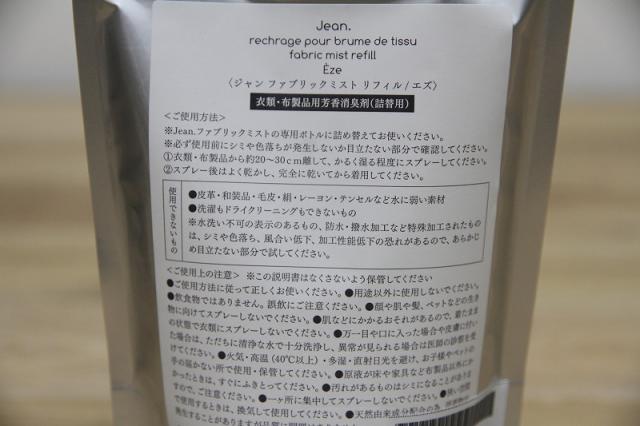 Jean.
rechrage pour brume de tissu
fabric mist refill
Èze
〈ジャン ファブリックミスト リフィル / エズ〉
衣類・布製品用芳香消臭剤(詰替用)
<ご使用方法>
※Jean.ファブリックミストの専用ボトルに詰め替えてお使いください。
※必ず使用前にシミや色落ちが発生しないか目立たない部分で確認してください。
①衣類・布製品から約20~30cm離して、かるく湿る程度にスプレーしてください。
②スプレー後はよく乾かし、完全に乾いてから着用してください。
使用できないもの
●皮革・和装品・毛皮・絹・レーヨン・テンセルなど水に弱い素材
●洗濯もドライクリーニングもできないもの
※水洗い不可の表示のあるもの、防水・撥水加工など特殊加工されたもの
は、シミや色落ち、風合い低下、加工性能低下の恐れがあるので、あらかじ
め目立たない部分で試してください。
<ご使用上の注意> ※この説明書はなくさないよう保管してください
●ご使用方法に従って正しくお使いください。●用途以外に使用しないでください。
●飲食物ではありません。誤飲にご注意ください。●顔や肌や髪、ペットなどの生き
物に向けてスプレーしないでください。●肌などにかかるおそれがあるので、着たまま
の状態で衣類にスプレーしないでください。●万一目や口に入った場合や皮膚に付い
た場合は、ただちに清浄な水で十分洗浄し、異常が見られる場合は医師の診察を受
けてください。●火気・高温(40℃以上)・多湿・直射日光を避け、お子様やペットの
手の届かない所で使用・保管してください。●原液が床や家具など布製品以外にか
かったときは、すぐにふきとってください。●汚れがあるものはシミになることがありま
すので、●一ヶ所に集中してスプレーしないでください。●狭い空間
で使用するときは、換気して使用してください。●天然由来成分配合の為
発生することがありますが品質に問題は